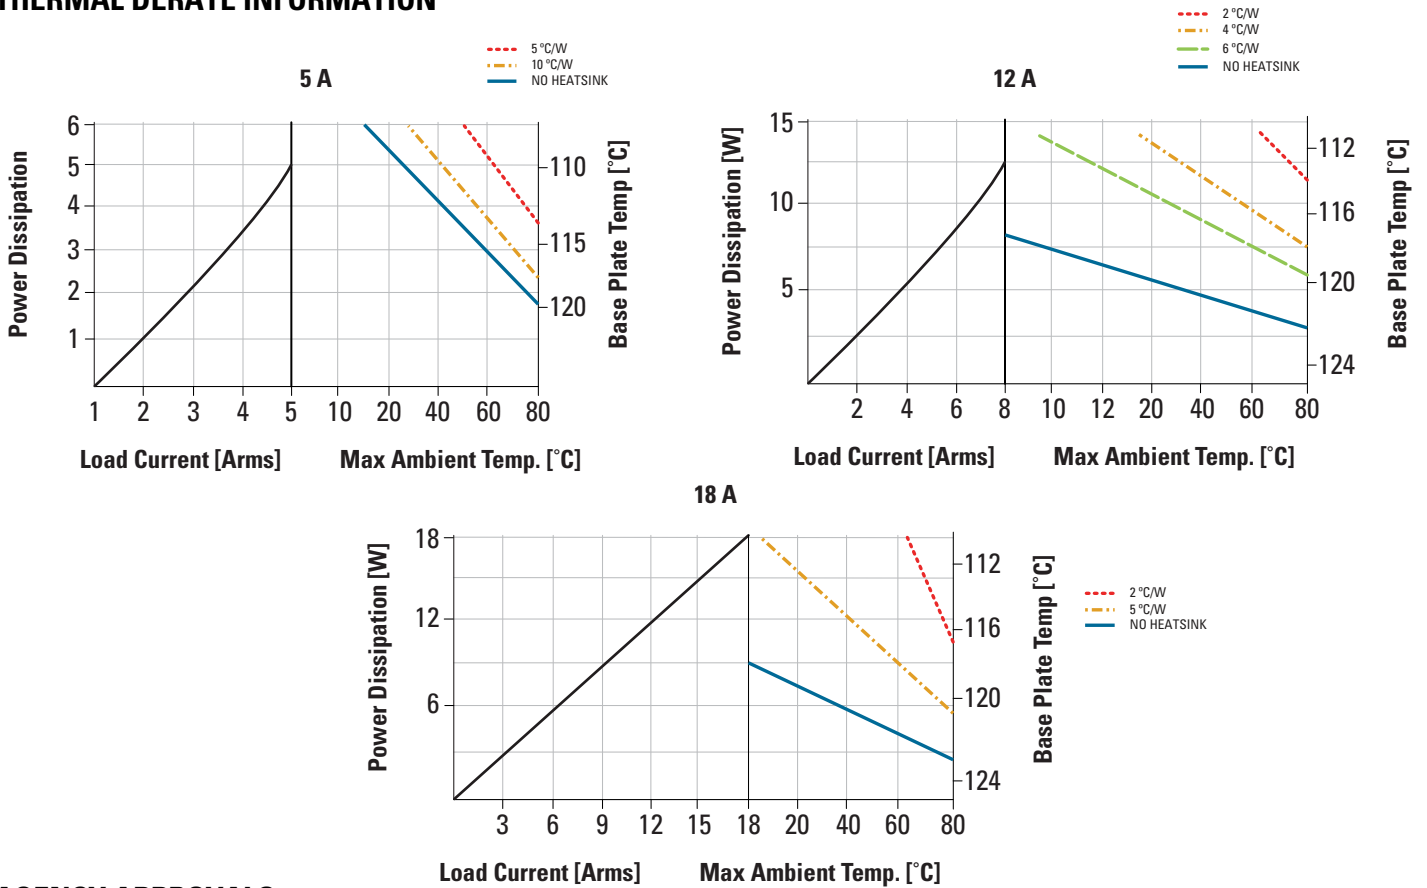 THERMAL DERATE INFORMATION
5 A
5 °C/W
10 °C/W
NO HEATSINK
Power Dissipation
6
5
4
3
2
1
110
115
120
Base Plate Temp [°C]
1 2 3 4 5 10 20 40 60 80
Load Current [Arms] Max Ambient Temp. [°C]
12 A
2 °C/W
4 °C/W
6 °C/W
NO HEATSINK
Power Dissipation [W]
15
10
5
112
116
120
124
Base Plate Temp [°C]
2 4 6 8 10 12 20 40 60 80
Load Current [Arms] Max Ambient Temp. [°C]
18 A
Power Dissipation [W]
18
12
6
112
116
120
124
Base Plate Temp [°C]
2 °C/W
5 °C/W
NO HEATSINK
3 6 9 12 15 18 20 40 60 80
Load Current [Arms] Max Ambient Temp. [°C]
AGENCY APPROVALS